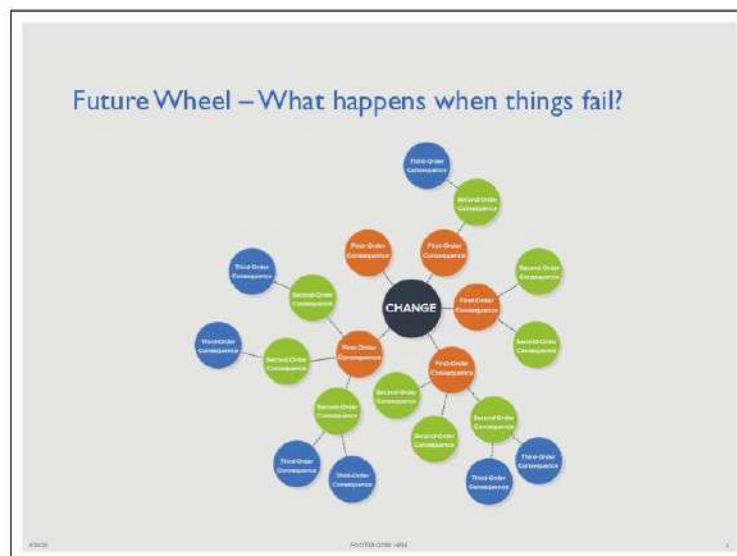 Future Wheel – What happens when things fail?
Third-Order
Consequence
Second-Order
Consequence
First-Order
Consequence
First-Order
Consequence
Third-Order
Consequence
Second-Order
Consequence
Second-Order
Consequence
CHANGE
First-Order
Consequence
Third-Order
Consequence
Second-Order
Consequence
First-Order
Consequence
Second-Order
Consequence
First-Order
Consequence
Second-Order
Consequence
Second-Order
Consequence
Second-Order
Consequence
Second-Order
Consequence
Third-Order
Consequence
Third-Order
Consequence
Third-Order
Consequence
Third-Order
Consequence